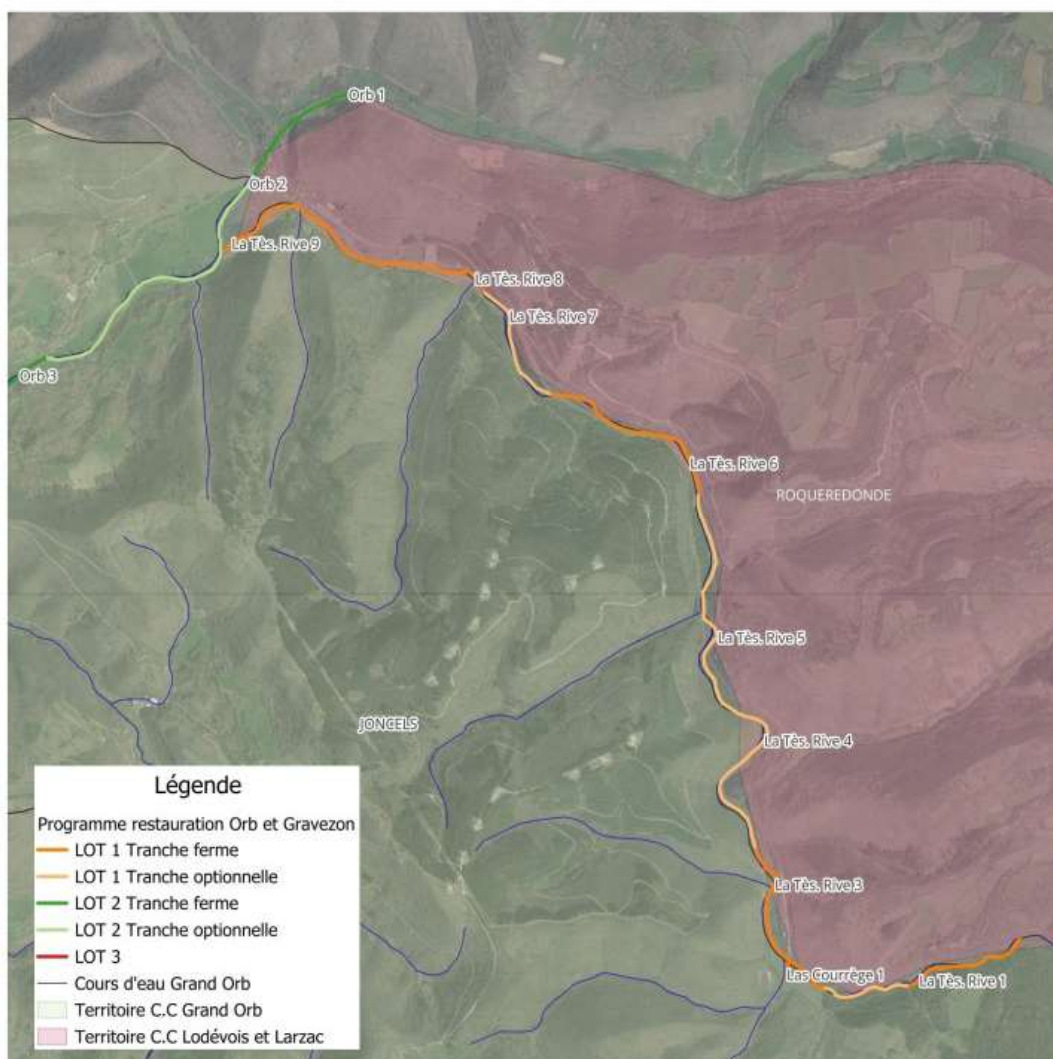 Orb 1
Orb 2
La Tès. Rive 9
La Tès. Rive 8
La Tès. Rive 7
Orb 3
La Tès. Rive 6
ROQUEREDONDE
La Tès. Rive 5
JONCELS
La Tès. Rive 4
La Tès. Rive 3
Las Courrège 1
La Tès. Rive 1
Légende
Programme restauration Orb et Gravezon
LOT 1 Tranche ferme
LOT 1 Tranche optionnelle
LOT 2 Tranche ferme
LOT 2 Tranche optionnelle
LOT 3
Cours d'eau Grand Orb
Territoire C.C Grand Orb
Territoire C.C Lodévois et Larzac